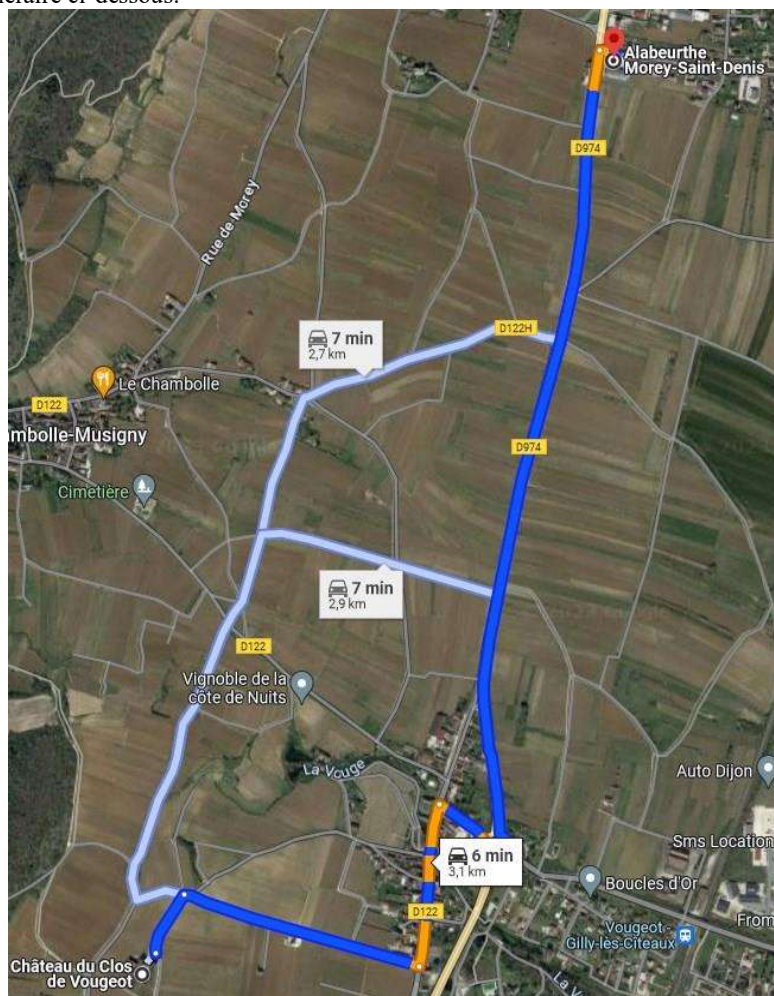 Alabeurthe
Morey-Saint-Denis
D974
Rue de Morey
D122H
7 min
2,7 km
Le Chambolle
D122
ambolle-Musigny
D974
Cimetière
7 min
2,9 km
D122
Vignoble de la
côte de Nuits
La Vouge
Auto Dijon
Sms Location
6 min
3,1 km
Boucles d'Or
D122
From
Vougeot -
Gilly-lès-Cîteaux
Château du Clos
de Vougeot
La V